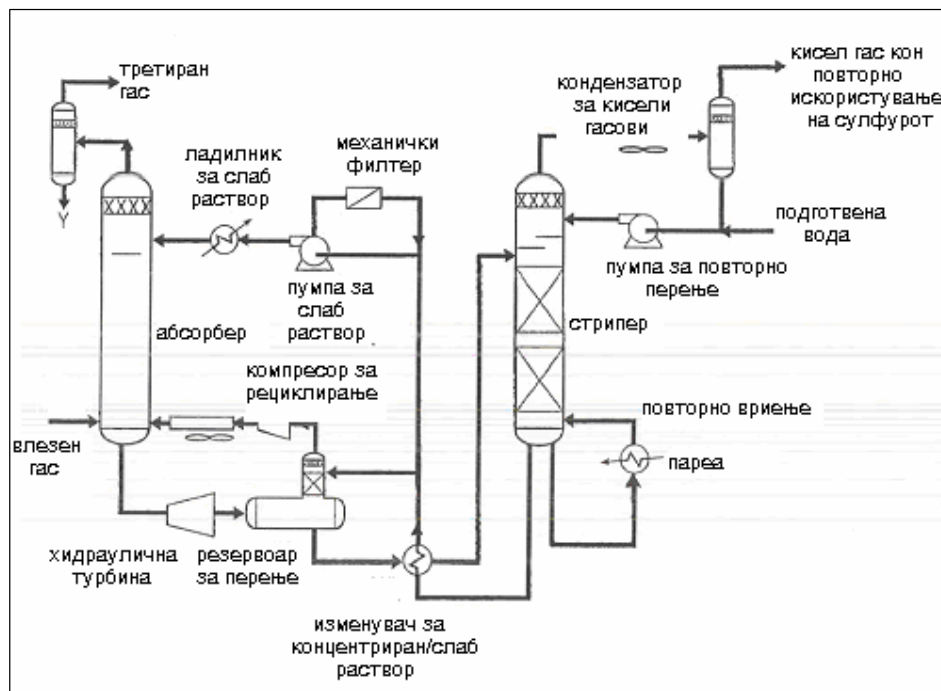 третиран
гас
ладилник
за слаб
раствор
механички
филтер
кондензатор
за кисели
гасови
кисел гас кон
повторно
искористување
на сулфурот
подготвена
вода
пумпа за
слаб
раствор
пумпа за повторно
перење
абсорбер
стрипер
компресор за
рециклирање
повторно вриење
влезен
гас
пареа
хидраулична
турбина
резервоар
за перење
изменувач за
концентриран/слаб
раствор